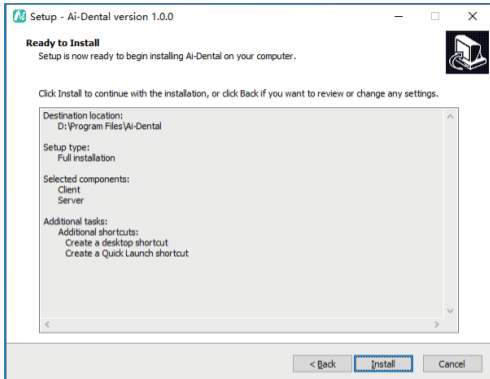 Setup - Ai-Dental version 1.0.0
Ready to Install
Setup is now ready to begin installing Ai-Dental on your computer.
Click Install to continue with the installation, or click Back if you want to review or change any settings.
Destination location:
D:\Program Files\Ai-Dental
Setup type:
Full installation
Selected components:
Client
Server
Additional tasks:
Additional shortcuts:
Create a desktop shortcut
Create a Quick Launch shortcut
< Back
Install
Cancel